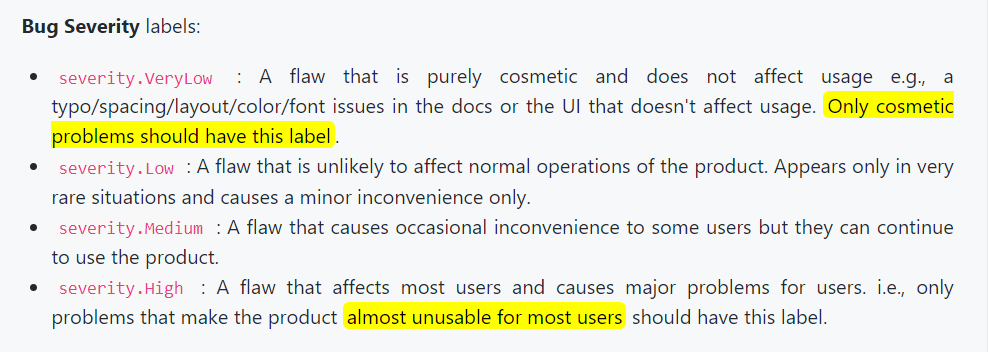 Bug Severity labels:
severity.VeryLow : A flaw that is purely cosmetic and does not affect usage e.g., a
typo/spacing/layout/color/font issues in the docs or the UI that doesn't affect usage. Only cosmetic
problems should have this label.
severity.Low : A flaw that is unlikely to affect normal operations of the product. Appears only in very
rare situations and causes a minor inconvenience only.
severity.Medium : A flaw that causes occasional inconvenience to some users but they can continue
to use the product.
severity.High : A flaw that affects most users and causes major problems for users. i.e., only
problems that make the product almost unusable for most users should have this label.